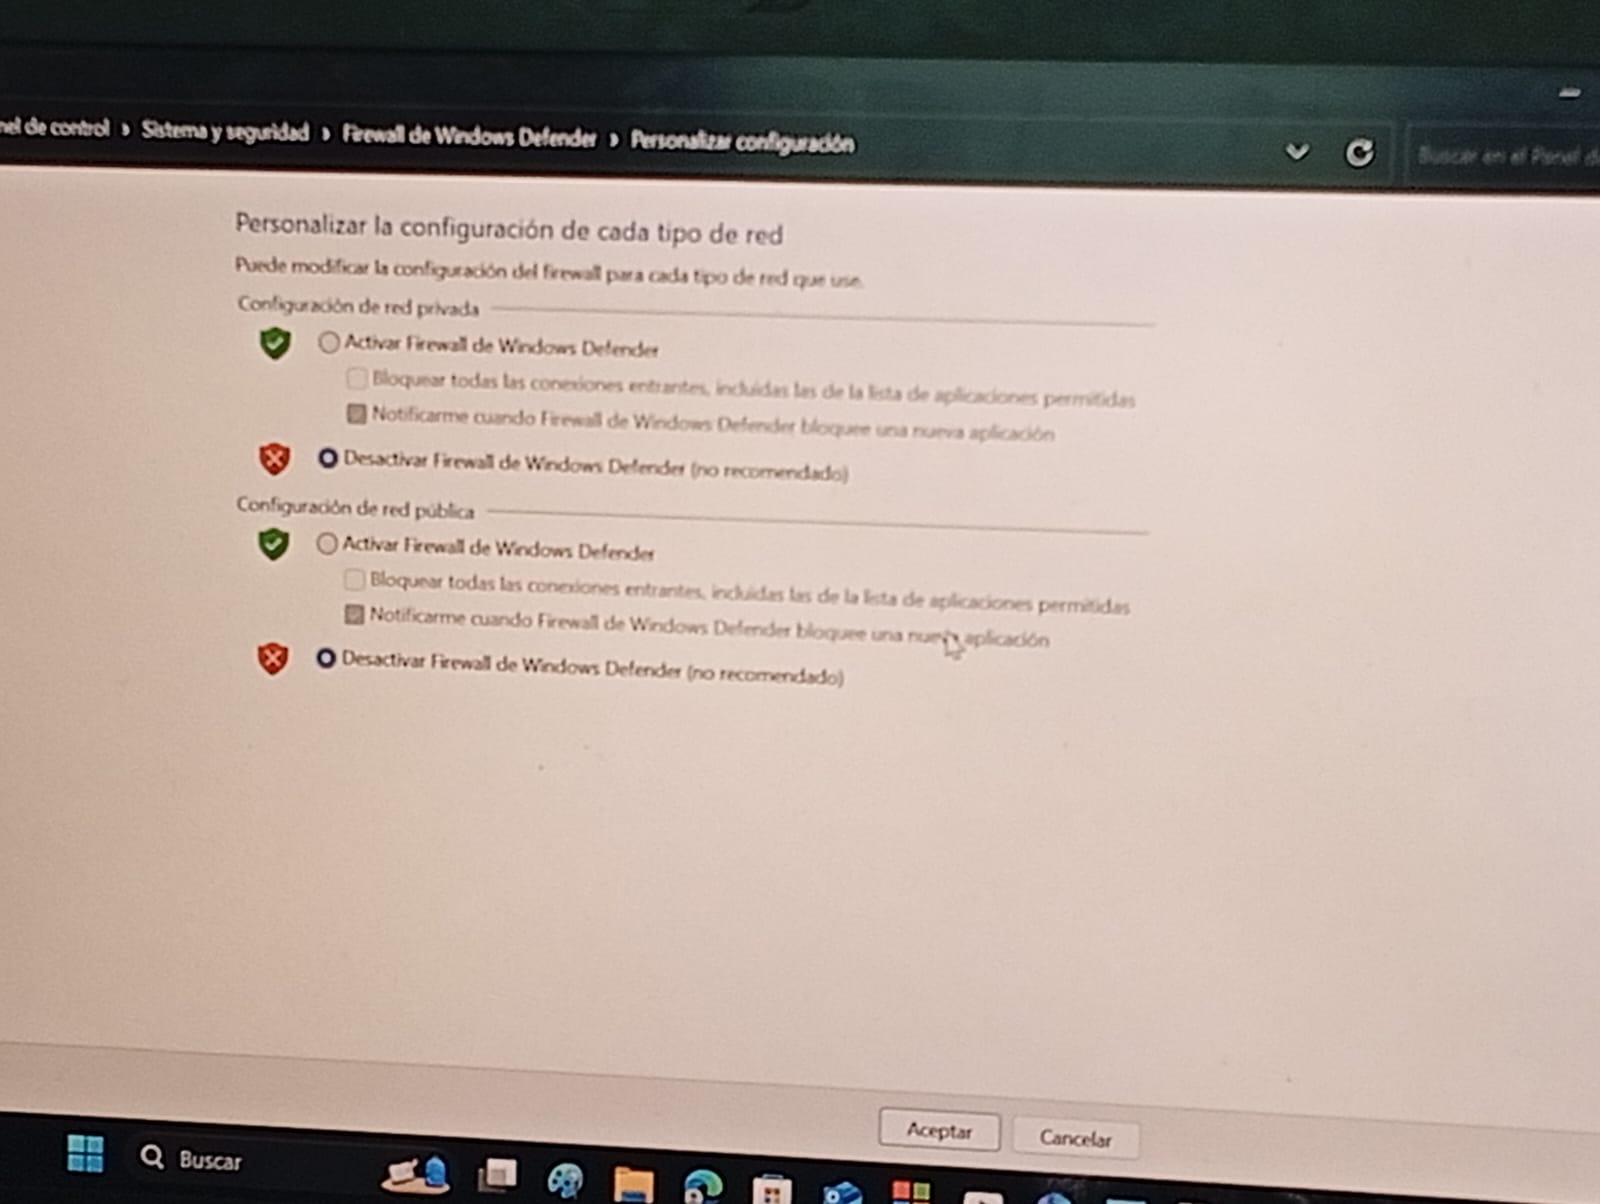 de control › Sistema y seguridad › Firewall de Windows Defender › Personalizar configuración
Buscar en el Panel
Personalizar la configuración de cada tipo de red
Puede modificar la configuración del firewall para cada tipo de red que use.
Configuración de red privada
Activar Firewall de Windows Defender
Bloquear todas las conexiones entrantes, incluidas las de la lista de aplicaciones permitidas
Notificarme cuando Firewall de Windows Defender bloquee una nueva aplicación
Desactivar Firewall de Windows Defender (no recomendado)
Configuración de red pública
Activar Firewall de Windows Defender
Bloquear todas las conexiones entrantes, incluidas las de la lista de aplicaciones permitidas
Notificarme cuando Firewall de Windows Defender bloquee una nueva aplicación
Desactivar Firewall de Windows Defender (no recomendado)
Aceptar
Cancelar
Buscar